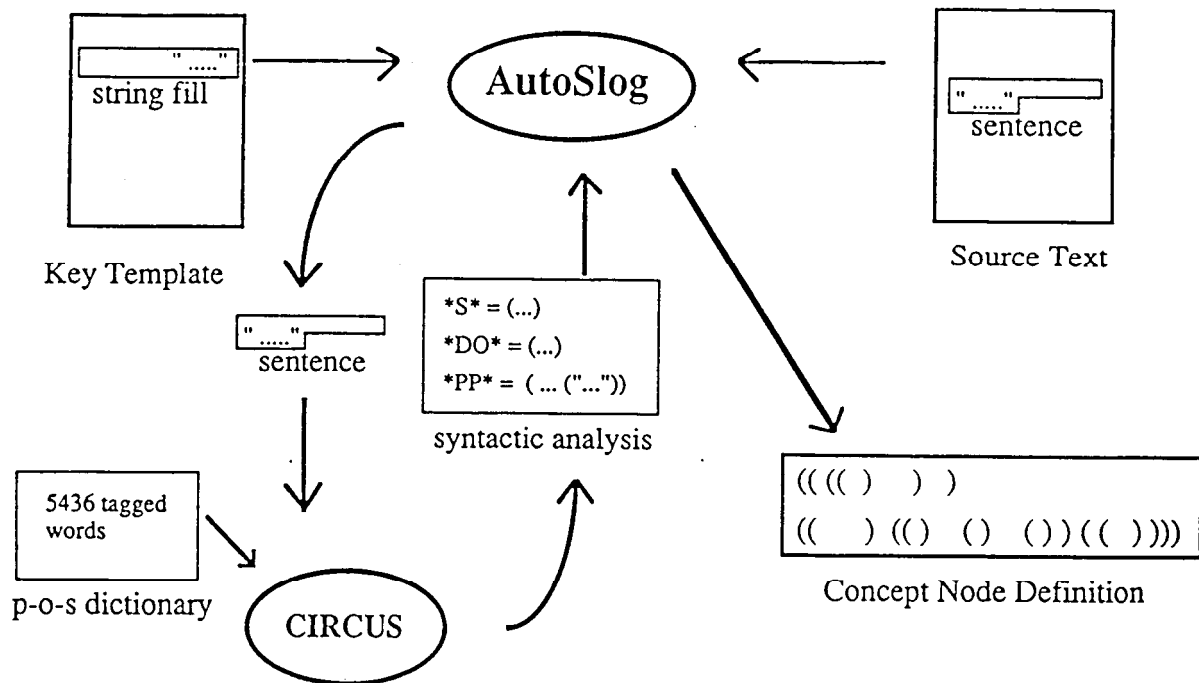 " ..... "
string fill
Key Template
AutoSlog
" ..... "
sentence
Source Text
" ..... "
sentence
*S* = (...)
*DO* = (...)
*PP* = ( ... ("..."))
syntactic analysis
5436 tagged
words
p-o-s dictionary
CIRCUS
(( (( ) ) )
(( ) (() () ()) ( ( ))))
Concept Node Definition